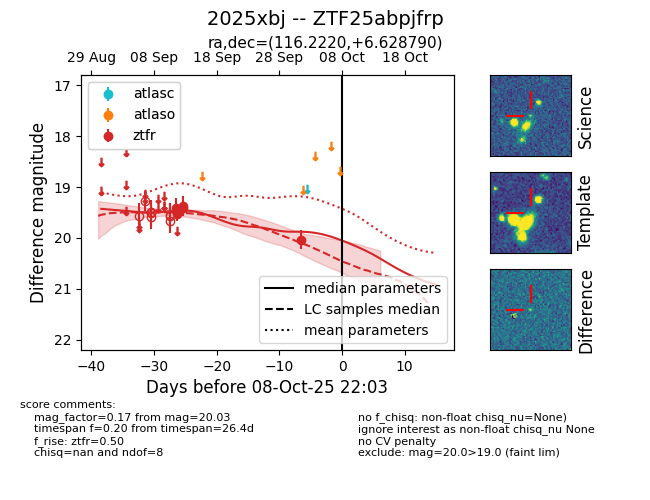 2025xbj -- ZTF25abpjfrp
ra,dec=(116.2220,+6.628790)
29 Aug 08 Sep 18 Sep 28 Sep 08 Oct 18 Oct
17
18
19
20
21
22
Difference magnitude
atlasc
atlaso
ztfr
median parameters
LC samples median
mean parameters
−40 −30 −20 −10 0 10
Days before 08-Oct-25 22:03
Science
Template
Difference
score comments:
mag_factor=0.17 from mag=20.03
timespan f=0.20 from timespan=26.4d
f_rise: ztfr=0.50
chisq=nan and ndof=8
no f_chisq: non-float chisq_nu=None)
ignore interest as non-float chisq_nu None
no CV penalty
exclude: mag=20.0>19.0 (faint lim)